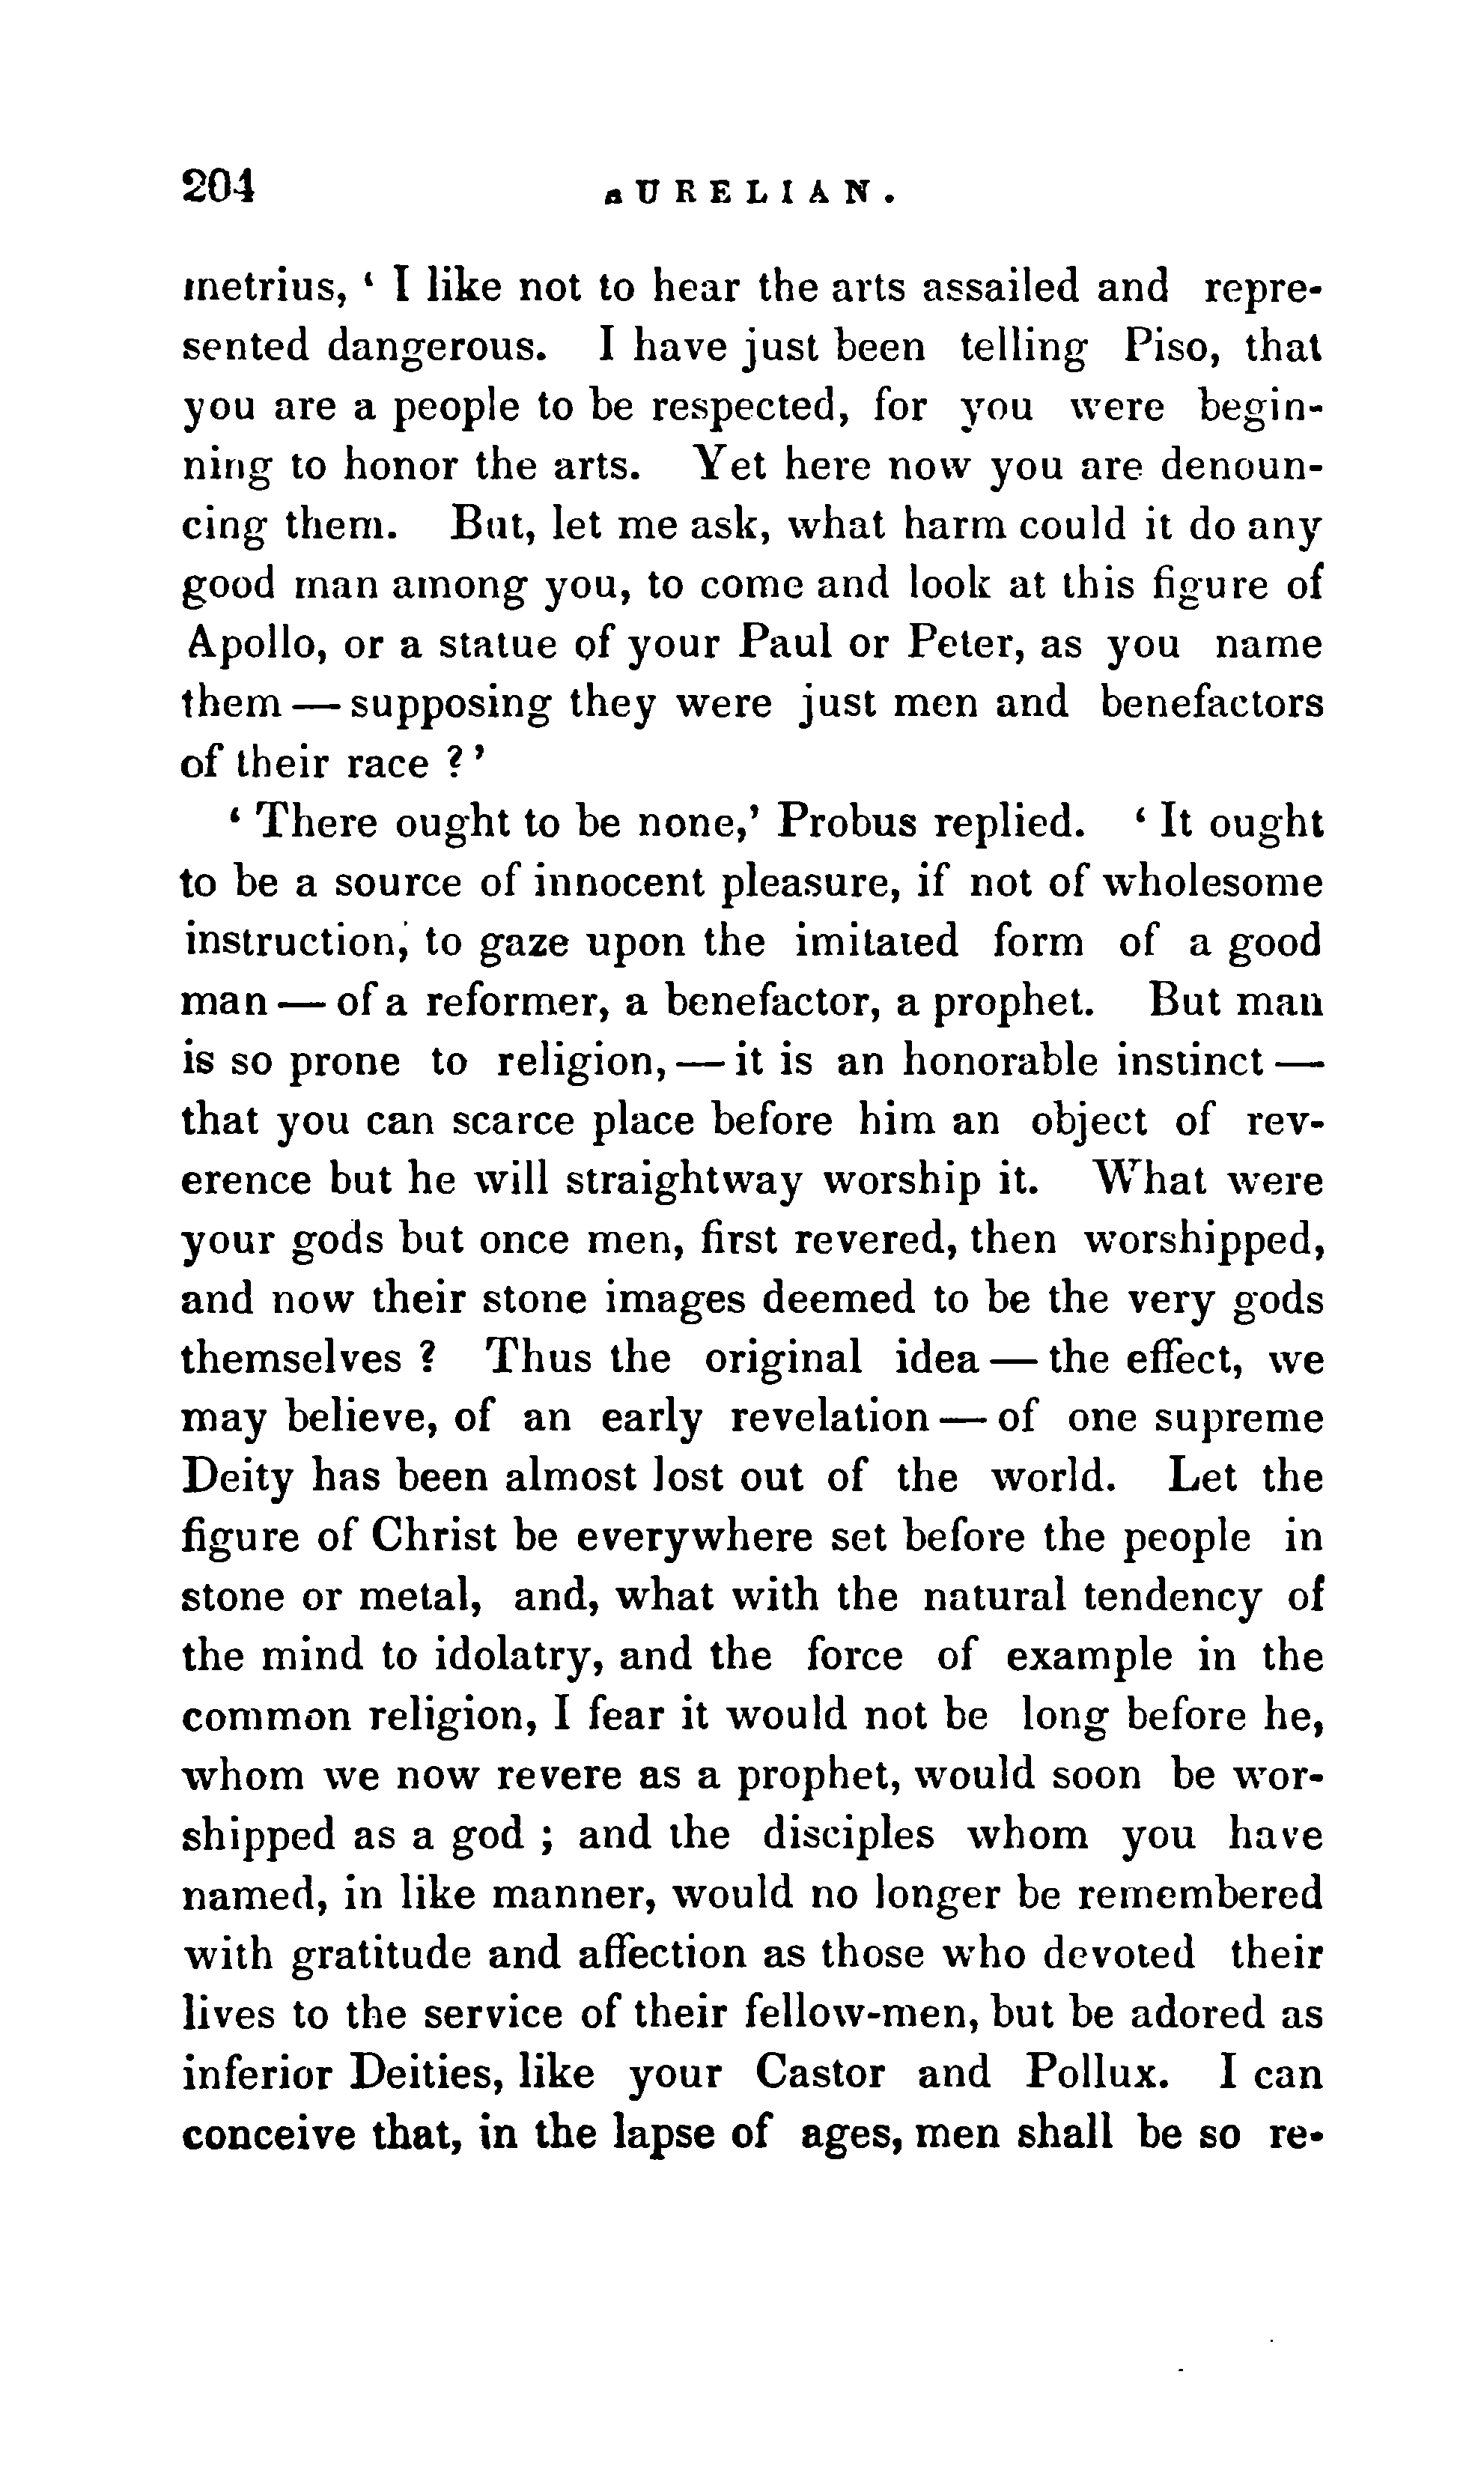 204 AURELIAN.
metrius, ‘ I like not to hear the arts assailed and repre-
sented dangerous. I have just been telling Piso, that
you are a people to be respected, for you were begin-
ning to honor the arts. Yet here now you are denoun-
cing them. But, let me ask, what harm could it do any
good man among you, to come and look at this figure of
Apollo, or a statue of your Paul or Peter, as you name
them — supposing they were just men and benefactors
of their race ?’
‘ There ought to be none,’ Probus replied. ‘ It ought
to be a source of innocent pleasure, if not of wholesome
instruction, to gaze upon the imitated form of a good
man — of a reformer, a benefactor, a prophet. But man
is so prone to religion, — it is an honorable instinct —
that you can scarce place before him an object of rev-
erence but he will straightway worship it. What were
your gods but once men, first revered, then worshipped,
and now their stone images deemed to be the very gods
themselves ? Thus the original idea — the effect, we
may believe, of an early revelation — of one supreme
Deity has been almost lost out of the world. Let the
figure of Christ be everywhere set before the people in
stone or metal, and, what with the natural tendency of
the mind to idolatry, and the force of example in the
common religion, I fear it would not be long before he,
whom we now revere as a prophet, would soon be wor-
shipped as a god ; and the disciples whom you have
named, in like manner, would no longer be remembered
with gratitude and affection as those who devoted their
lives to the service of their fellow-men, but be adored as
inferior Deities, like your Castor and Pollux. I can
conceive that, in the lapse of ages, men shall be so re-